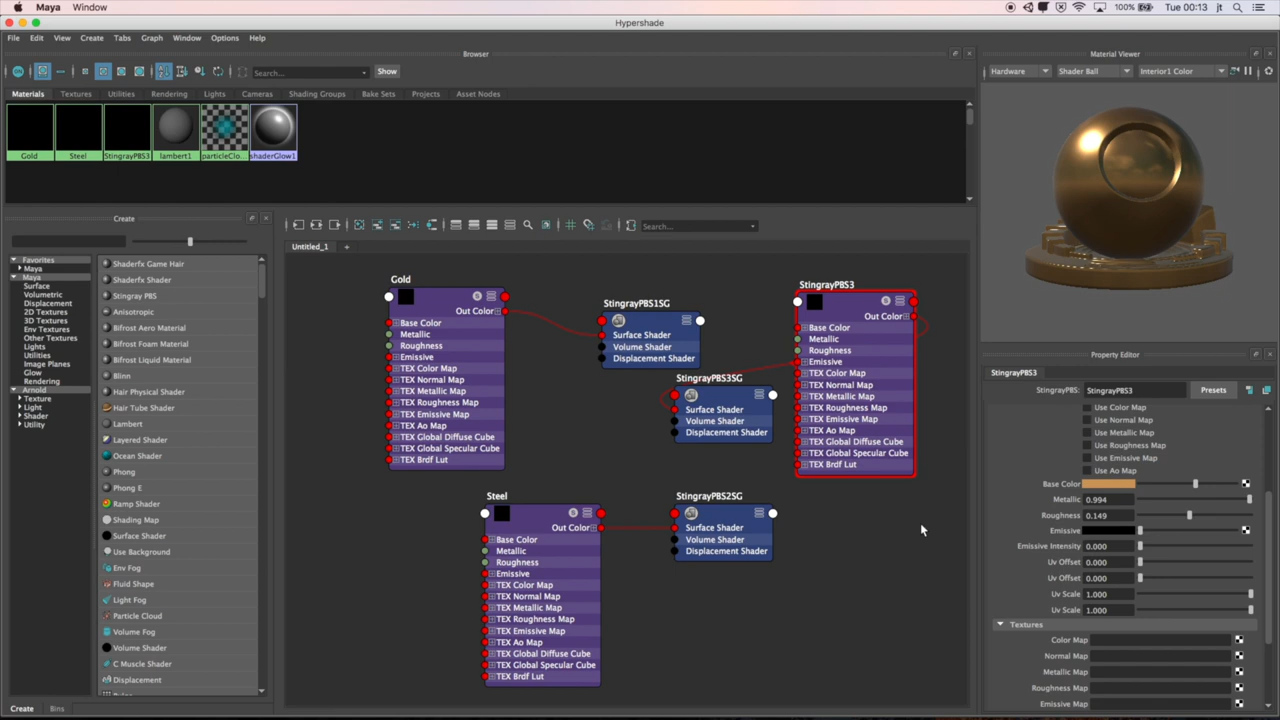 Maya Window 100% Tue 00:13 jt
Hypershade
File Edit View Create Tabs Graph Window Options Help
Browser
Material Viewer
ON Search... Show
Hardware Shader Ball Interior1 Color
Materials Textures Utilities Rendering Lights Cameras Shading Groups Bake Sets Projects Asset Nodes
Gold Steel StingrayPBS3 lambert1 particleClo... shaderGlow1
Create
Search...
Untitled_1 +
Favorites
Maya
Maya
Surface
Volumetric
Displacement
2D Textures
3D Textures
Env Textures
Other Textures
Lights
Utilities
Image Planes
Glow
Rendering
Arnold
Texture
Light
Shader
Utility
Shaderfx Game Hair
Shaderfx Shader
Stingray PBS
Anisotropic
Bifrost Aero Material
Bifrost Foam Material
Bifrost Liquid Material
Blinn
Hair Physical Shader
Hair Tube Shader
Lambert
Layered Shader
Ocean Shader
Phong
Phong E
Ramp Shader
Shading Map
Surface Shader
Use Background
Env Fog
Fluid Shape
Light Fog
Particle Cloud
Volume Fog
Volume Shader
C Muscle Shader
Displacement
Create Bins
Gold
S
Out Color
Base Color
Metallic
Roughness
Emissive
TEX Color Map
TEX Normal Map
TEX Metallic Map
TEX Roughness Map
TEX Emissive Map
TEX Ao Map
TEX Global Diffuse Cube
TEX Global Specular Cube
TEX Brdf Lut
StingrayPBS1SG
Surface Shader
Volume Shader
Displacement Shader
StingrayPBS3
S
Out Color
Base Color
Metallic
Roughness
Emissive
TEX Color Map
TEX Normal Map
TEX Metallic Map
TEX Roughness Map
TEX Emissive Map
TEX Ao Map
TEX Global Diffuse Cube
TEX Global Specular Cube
TEX Brdf Lut
StingrayPBS3SG
Surface Shader
Volume Shader
Displacement Shader
Steel
S
Out Color
Base Color
Metallic
Roughness
Emissive
TEX Color Map
TEX Normal Map
TEX Metallic Map
TEX Roughness Map
TEX Emissive Map
TEX Ao Map
TEX Global Diffuse Cube
TEX Global Specular Cube
TEX Brdf Lut
StingrayPBS2SG
Surface Shader
Volume Shader
Displacement Shader
Property Editor
StingrayPBS3
StingrayPBS: StingrayPBS3 Presets
Use Color Map
Use Normal Map
Use Metallic Map
Use Roughness Map
Use Emissive Map
Use Ao Map
Base Color
Metallic 0.994
Roughness 0.149
Emissive
Emissive Intensity 0.000
Uv Offset 0.000
Uv Offset 0.000
Uv Scale 1.000
Uv Scale 1.000
Textures
Color Map
Normal Map
Metallic Map
Roughness Map
Emissive Map